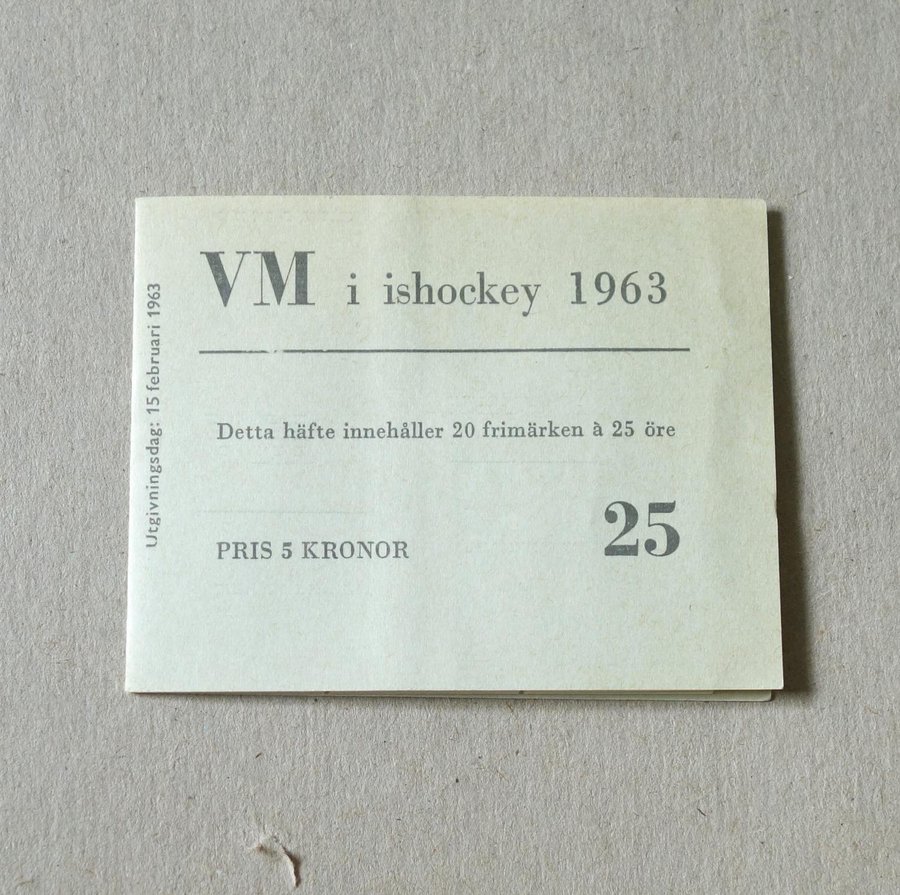 VM i ishockey 1963
Utgivningsdag: 15 februari 1963
Detta häfte innehåller 20 frimärken à 25 öre
25
PRIS 5 KRONOR